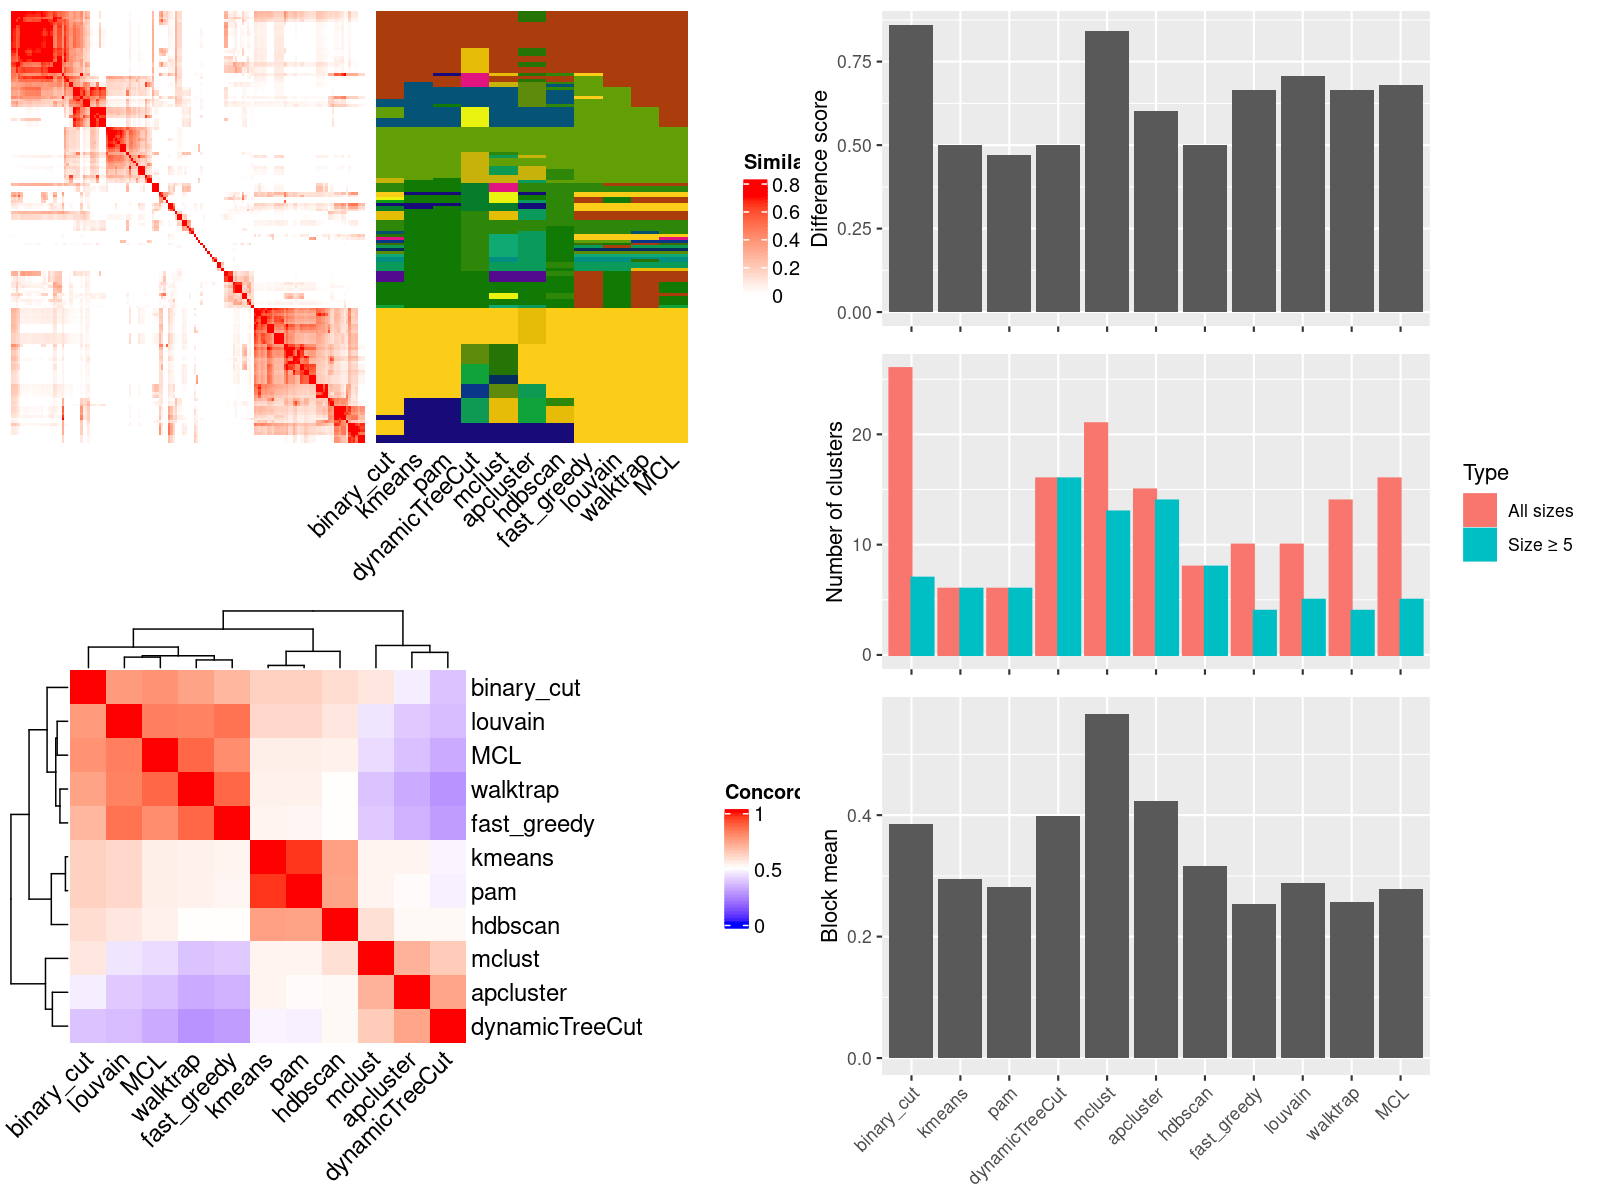 Simila
0.8
0.6
0.4
0.2
0
binary_cut
kmeans
pam
dynamicTreeCut
mclust
apcluster
hdbscan
fast_greedy
louvain
walktrap
MCL
binary_cut
louvain
MCL
walktrap
fast_greedy
kmeans
pam
hdbscan
mclust
apcluster
dynamicTreeCut
binary_cut
louvain
MCL
walktrap
fast_greedy
kmeans
pam
hdbscan
mclust
apcluster
dynamicTreeCut
Concord
1
0.5
0
Difference score
0.75
0.50
0.25
0.00
Number of clusters
20
10
0
Type
All sizes
Size ≥ 5
Block mean
0.4
0.2
0.0
binary_cut
kmeans
pam
dynamicTreeCut
mclust
apcluster
hdbscan
fast_greedy
louvain
walktrap
MCL